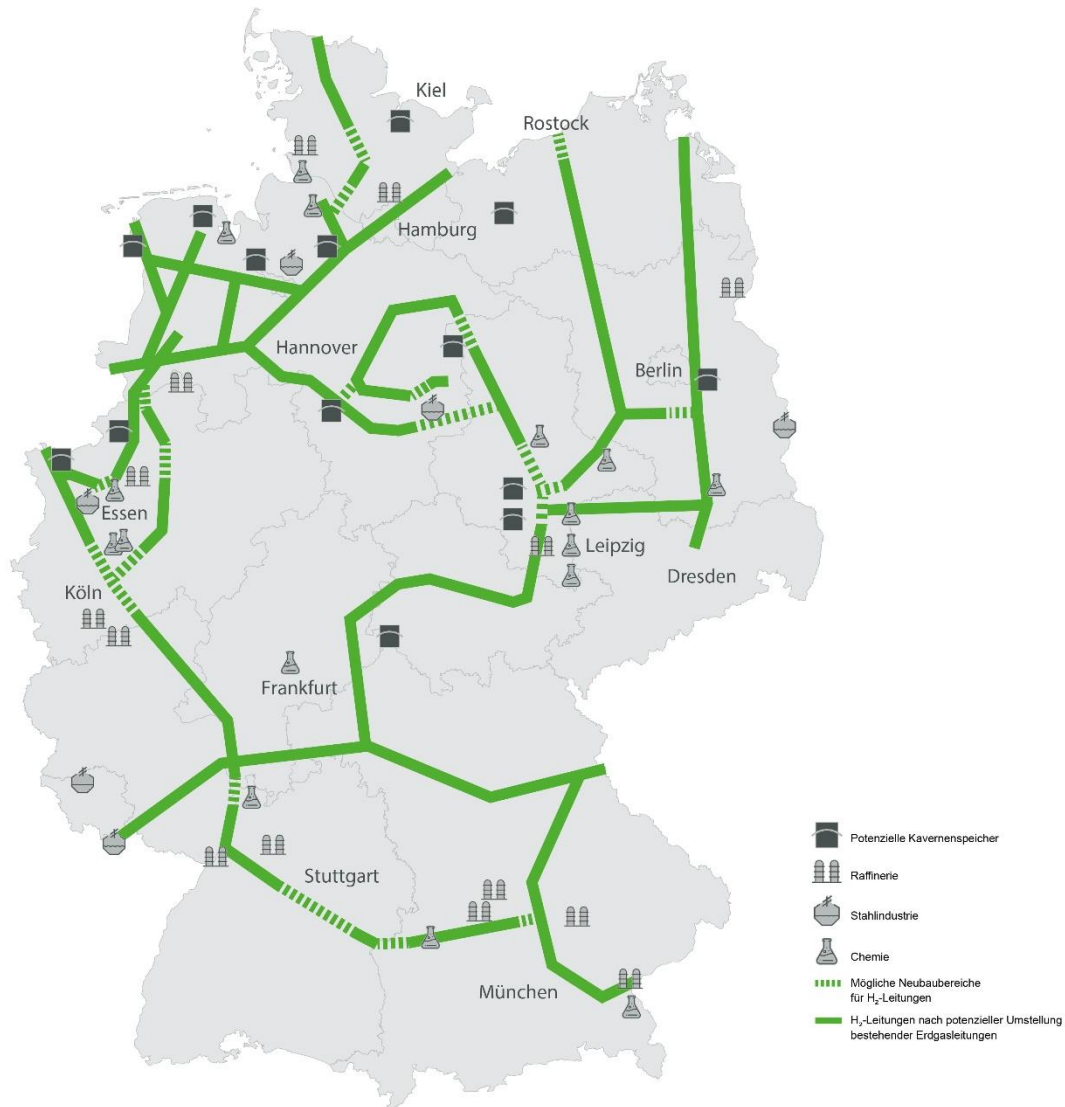 Kiel
Rostock
Hamburg
Hannover
Berlin
Essen
Leipzig
Dresden
Köln
Frankfurt
Stuttgart
München
Potenzielle Kavernenspeicher
Raffinerie
Stahlindustrie
Chemie
Mögliche Neubaubereiche
für H₂-Leitungen
H₂-Leitungen nach potenzieller Umstellung
bestehender Erdgasleitungen